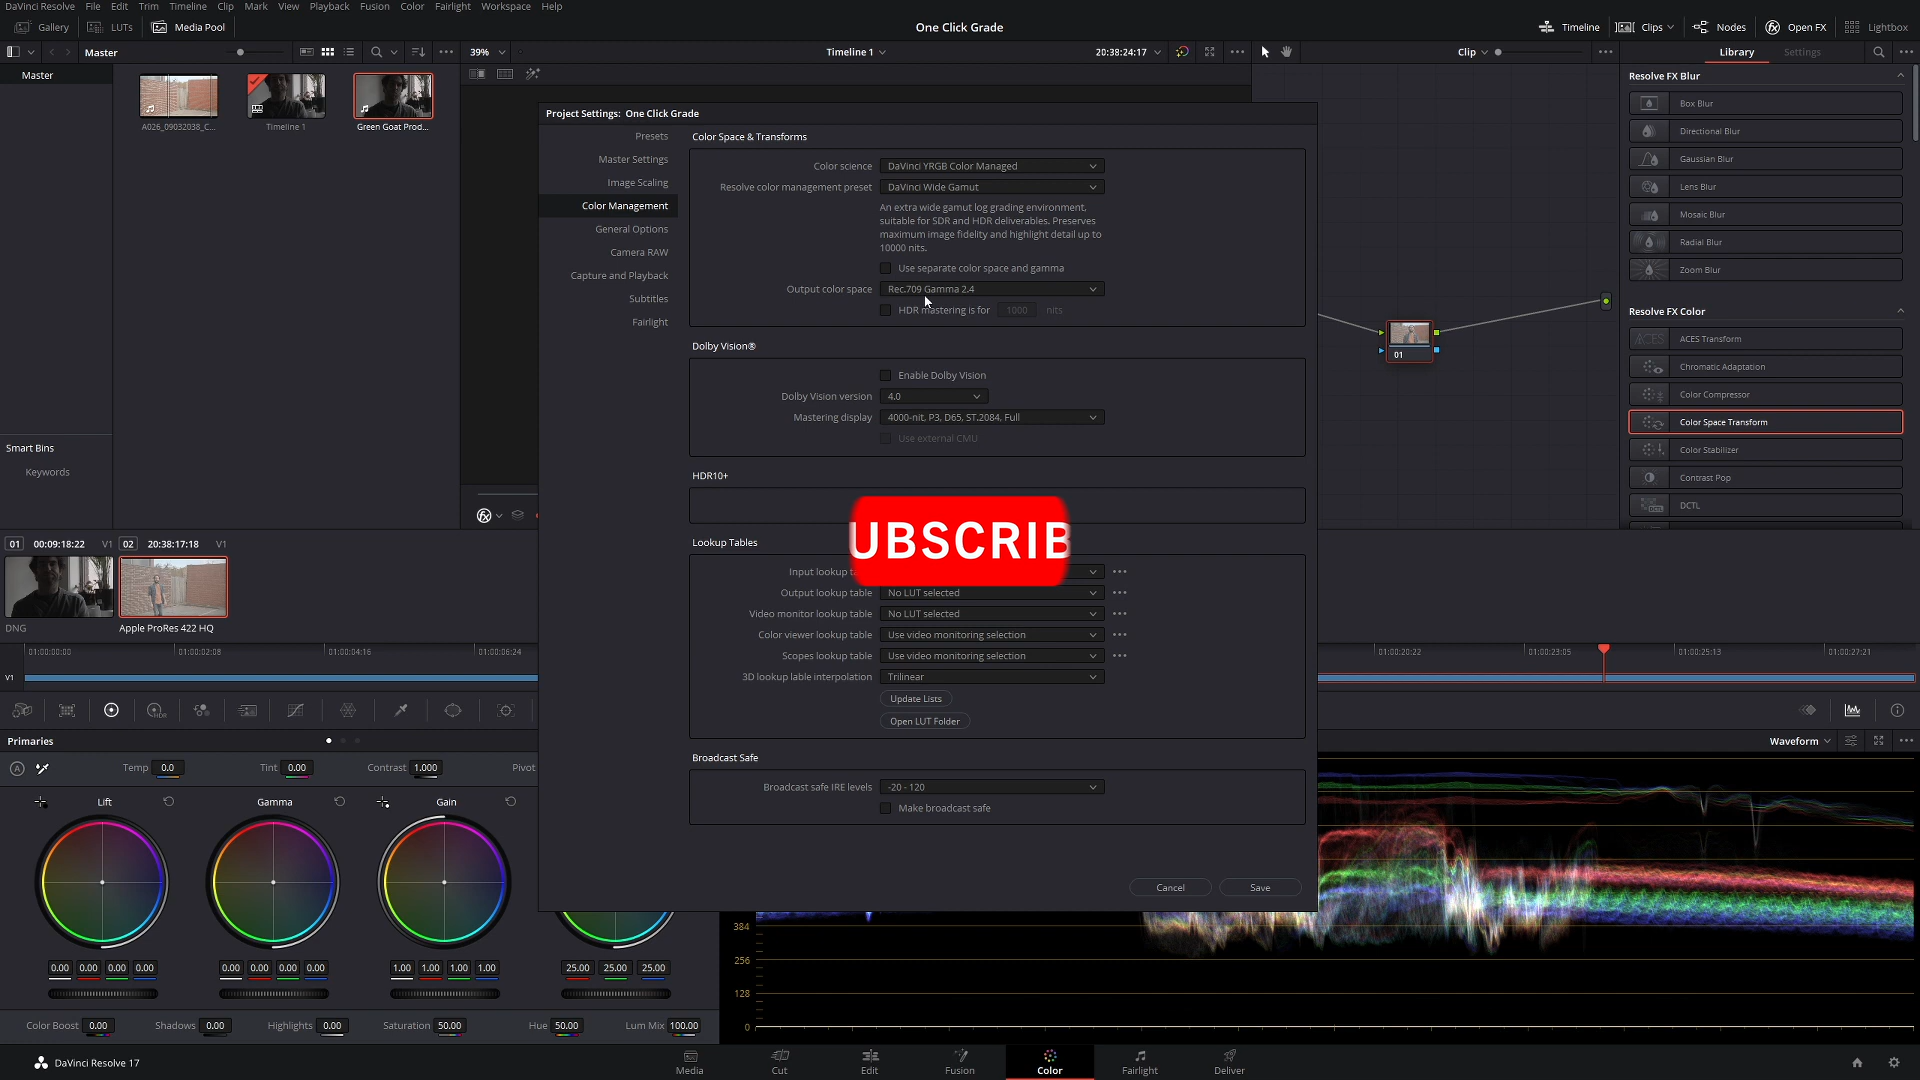 DaVinci Resolve File Edit Trim Timeline Clip Mark View Playback Fusion Color Fairlight Workspace Help
Gallery LUTs Media Pool
One Click Grade
Timeline Clips Nodes Open FX Lightbox
Master
39%
Timeline 1
20:38:24:17
Clip
Library Settings
Master
Smart Bins
Keywords
A026_09032038_C...
Timeline 1
Green Goat Prod...
Project Settings: One Click Grade
Presets
Master Settings
Image Scaling
Color Management
General Options
Camera RAW
Capture and Playback
Subtitles
Fairlight
Color Space & Transforms
Color science DaVinci YRGB Color Managed
Resolve color management preset DaVinci Wide Gamut
An extra wide gamut log grading environment,
suitable for SDR and HDR deliverables. Preserves
maximum image fidelity and highlight detail up to
10000 nits.
Use separate color space and gamma
Output color space Rec.709 Gamma 2.4
HDR mastering is for 1000 nits
Dolby Vision®
Enable Dolby Vision
Dolby Vision version 4.0
Mastering display 4000-nit, P3, D65, ST.2084, Full
Use external CMU
HDR10+
UBSCRIB
Lookup Tables
Input lookup
Output lookup table No LUT selected
Video monitor lookup table No LUT selected
Color viewer lookup table Use video monitoring selection
Scopes lookup table Use video monitoring selection
3D lookup lable interpolation Trilinear
Update Lists
Open LUT Folder
Broadcast Safe
Broadcast safe IRE levels -20 - 120
Make broadcast safe
Cancel Save
01
Resolve FX Blur
Box Blur
Directional Blur
Gaussian Blur
Lens Blur
Mosaic Blur
Radial Blur
Zoom Blur
Resolve FX Color
ACES ACES Transform
Chromatic Adaptation
Color Compressor
Color Space Transform
Color Stabilizer
Contrast Pop
DCTL DCTL
01 00:09:18:22 V1 02 20:38:17:18 V1
DNG
Apple ProRes 422 HQ
01:00:00:00 01:00:02:08 01:00:04:16 01:00:06:24 01:00:20:22 01:00:23:05 01:00:25:13 01:00:27:21
V1
HDR
Primaries
Waveform
A Temp 0.0 Tint 0.00 Contrast 1.000 Pivot
Lift Gamma Gain
0.00 0.00 0.00 0.00 0.00 0.00 0.00 0.00 1.00 1.00 1.00 1.00 25.00 25.00 25.00
Color Boost 0.00 Shadows 0.00 Highlights 0.00 Saturation 50.00 Hue 50.00 Lum Mix 100.00
384
256
128
0
DaVinci Resolve 17
Media Cut Edit Fusion Color Fairlight Deliver